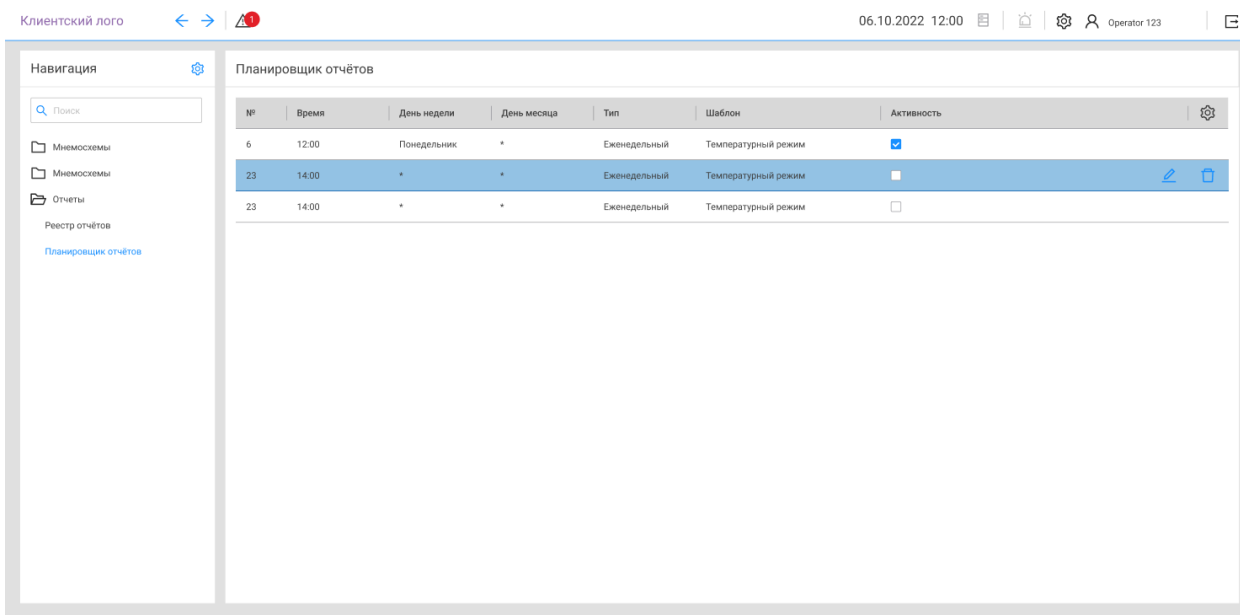 Клиентский лого
1
06.10.2022 12:00
Operator 123
Навигация
Поиск
Мнемосхемы
Мнемосхемы
Отчеты
Реестр отчётов
Планировщик отчётов
Планировщик отчётов
№ Время День недели День месяца Тип Шаблон Активность
6 12:00 Понедельник * Еженедельный Температурный режим
23 14:00 * * Еженедельный Температурный режим
23 14:00 * * Еженедельный Температурный режим